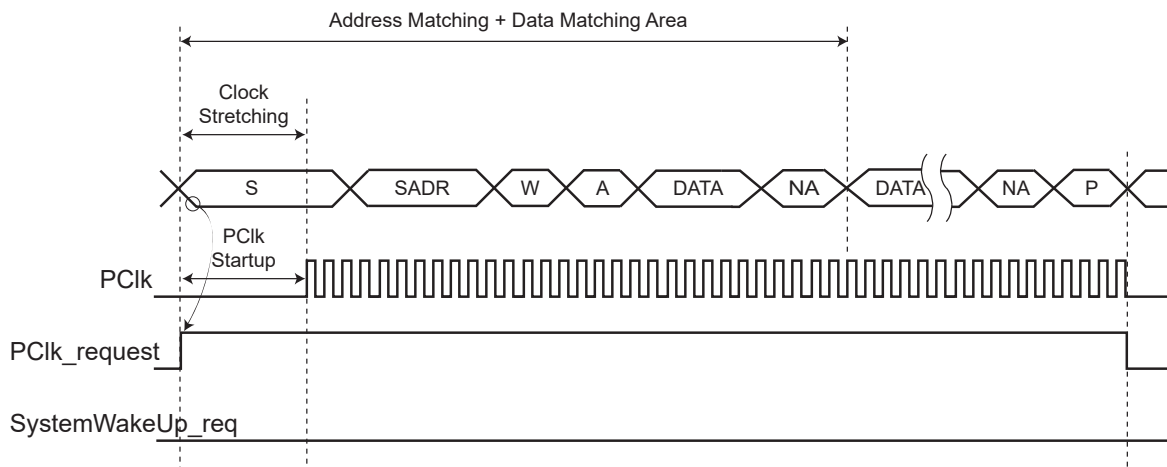 Address Matching + Data Matching Area
Clock
Stretching
S
SADR
W
A
DATA
NA
DATA
NA
P
PClk
Startup
PClk
PClk_request
SystemWakeUp_req